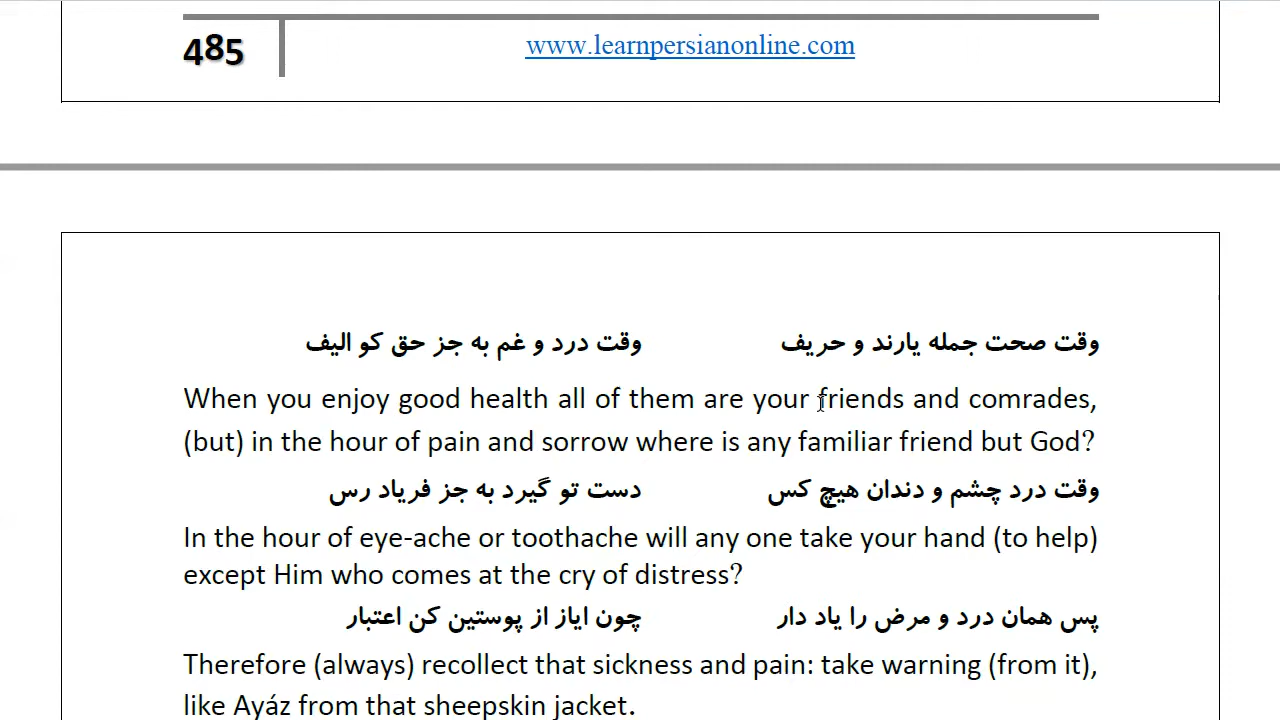 485
www.learnpersianonline.com
وقت صحت جمله یارند و حریف وقت درد و غم به جز حق کو الیف
When you enjoy good health all of them are your friends and comrades,
(but) in the hour of pain and sorrow where is any familiar friend but God?
وقت درد چشم و دندان هیچ کس دست تو گیرد به جز فریاد رس
In the hour of eye-ache or toothache will any one take your hand (to help)
except Him who comes at the cry of distress?
پس همان درد و مرض را یاد دار چون ایاز از پوستین کن اعتبار
Therefore (always) recollect that sickness and pain: take warning (from it),
like Ayáz from that sheepskin jacket.